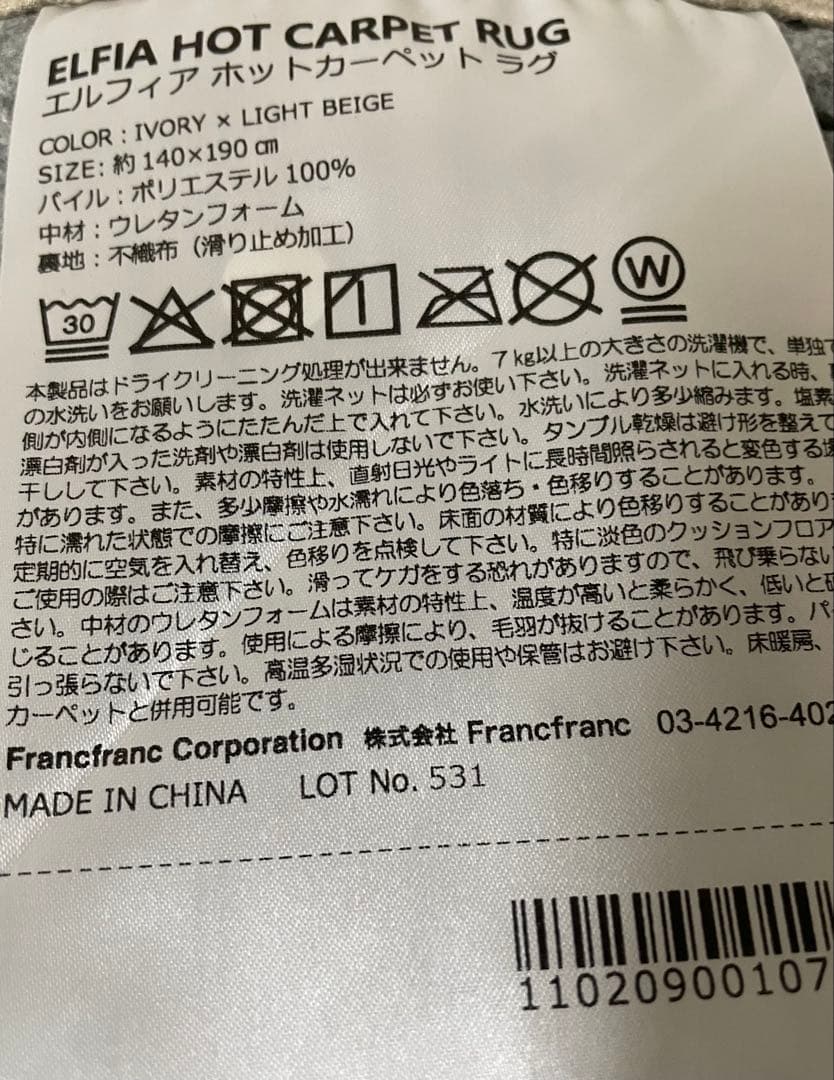 ELFIA HOT CARPET RUG
エルフィア ホットカーペット ラグ
COLOR : IVORY × LIGHT BEIGE
SIZE: 約 140×190 ㎝
パイル : ポリエステル 100%
中材 : ウレタンフォーム
裏地 : 不織布（滑り止め加工）
30 W
本製品はドライクリーニング処理が出来ません。7 kg以上の大きさの洗濯機で、単独で
の水洗いをお願いします。洗濯ネットは必ずお使い下さい。洗濯ネットに入れる時、
側が内側になるようにたたんだ上で入れて下さい。水洗いにより多少縮みます。塩素
漂白剤が入った洗剤や漂白剤は使用しないで下さい。タンブル乾燥は避け形を整えて
干しして下さい。素材の特性上、直射日光やライトに長時間照らされると変色する場
があります。また、多少摩擦や水濡れにより色落ち・色移りすることがあります。
特に濡れた状態での摩擦にご注意下さい。床面の材質により色移りすることがあり
定期的に空気を入れ替え、色移りを点検して下さい。特に淡色のクッションフロア
ご使用の際はご注意下さい。滑ってケガをする恐れがありますので、飛び乗らない
さい。中材のウレタンフォームは素材の特性上、温度が高いと柔らかく、低いと硬
じることがあります。使用による摩擦により、毛羽が抜けることがあります。パ
引っ張らないで下さい。高温多湿状況での使用や保管はお避け下さい。床暖房、
カーペットと併用可能です。
Francfranc Corporation 株式会社 Francfranc 03-4216-402
MADE IN CHINA LOT No. 531
11020900107